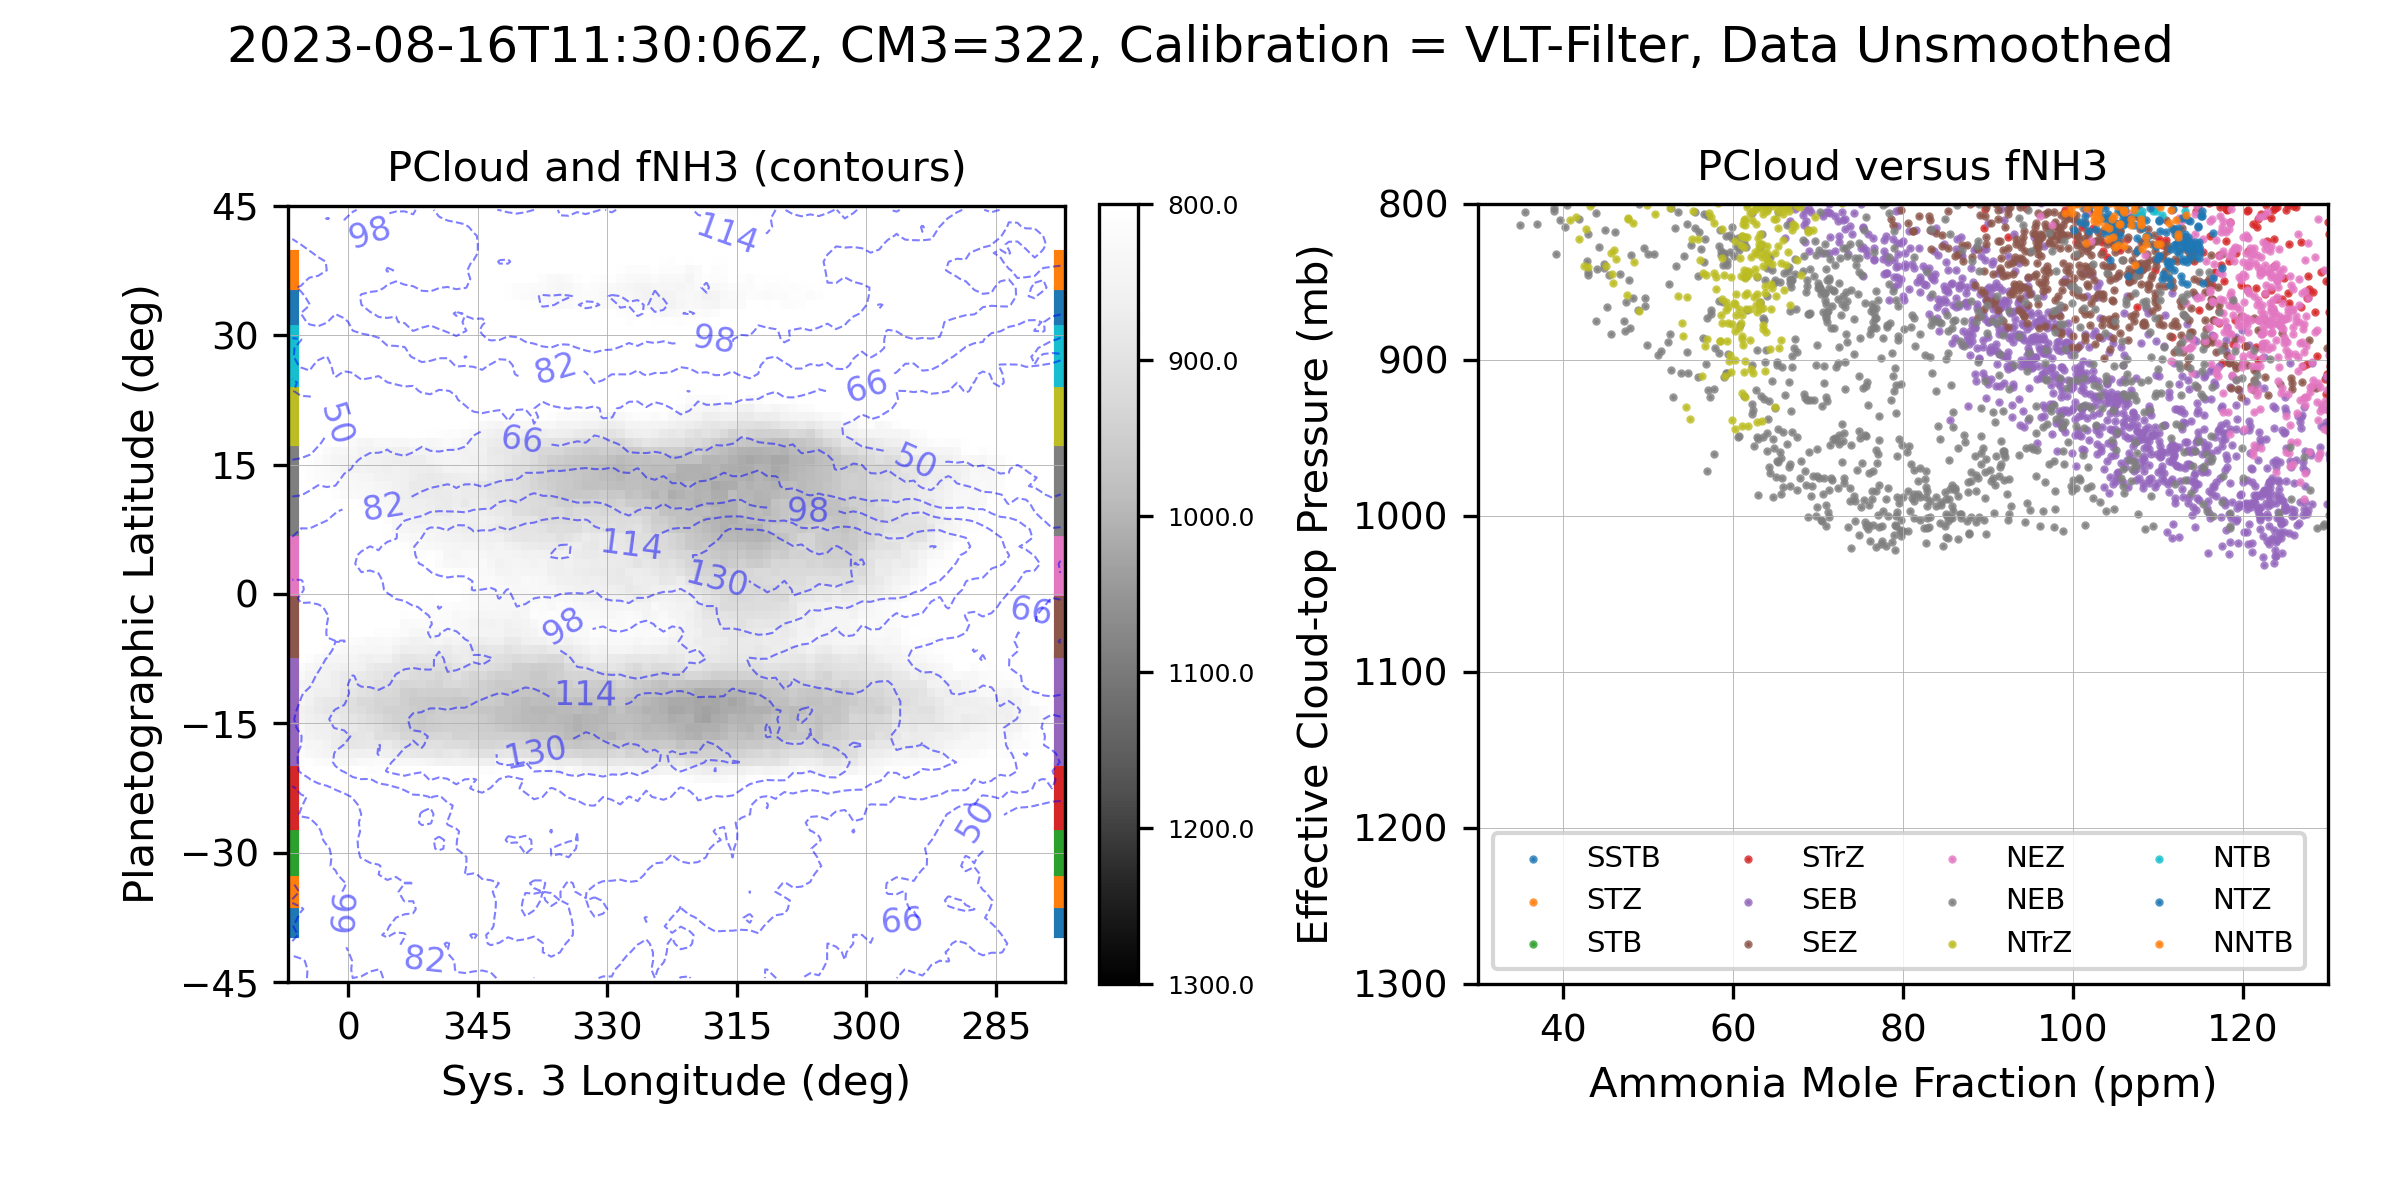 2023-08-16T11:30:06Z, CM3=322, Calibration = VLT-Filter, Data Unsmoothed
PCloud and fNH3 (contours)
45
30
15
0
−15
−30
−45
Planetographic Latitude (deg)
98
114
98
82
66
50
66
50
82
98
114
130
66
98
114
130
50
66
66
82
0
345
330
315
300
285
Sys. 3 Longitude (deg)
800.0
900.0
1000.0
1100.0
1200.0
1300.0
PCloud versus fNH3
800
900
1000
1100
1200
1300
Effective Cloud-top Pressure (mb)
SSTB
STZ
STB
STrZ
SEB
SEZ
NEZ
NEB
NTrZ
NTB
NTZ
NNTB
40
60
80
100
120
Ammonia Mole Fraction (ppm)